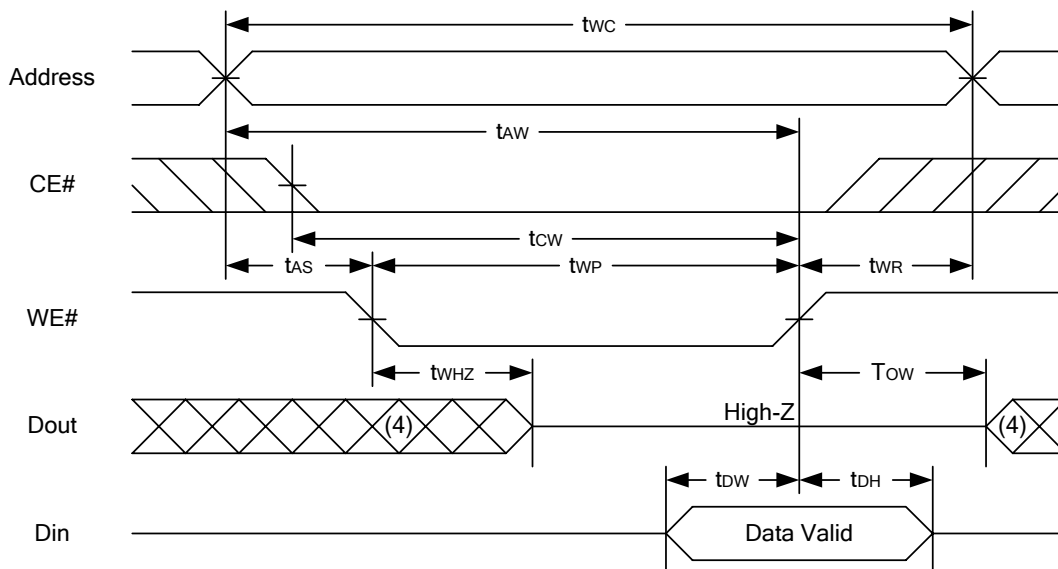 tWC
Address
tAW
CE#
tCW
tAS tWP tWR
WE#
tWHZ TOW
High-Z
Dout (4) (4)
tDW tDH
Din Data Valid